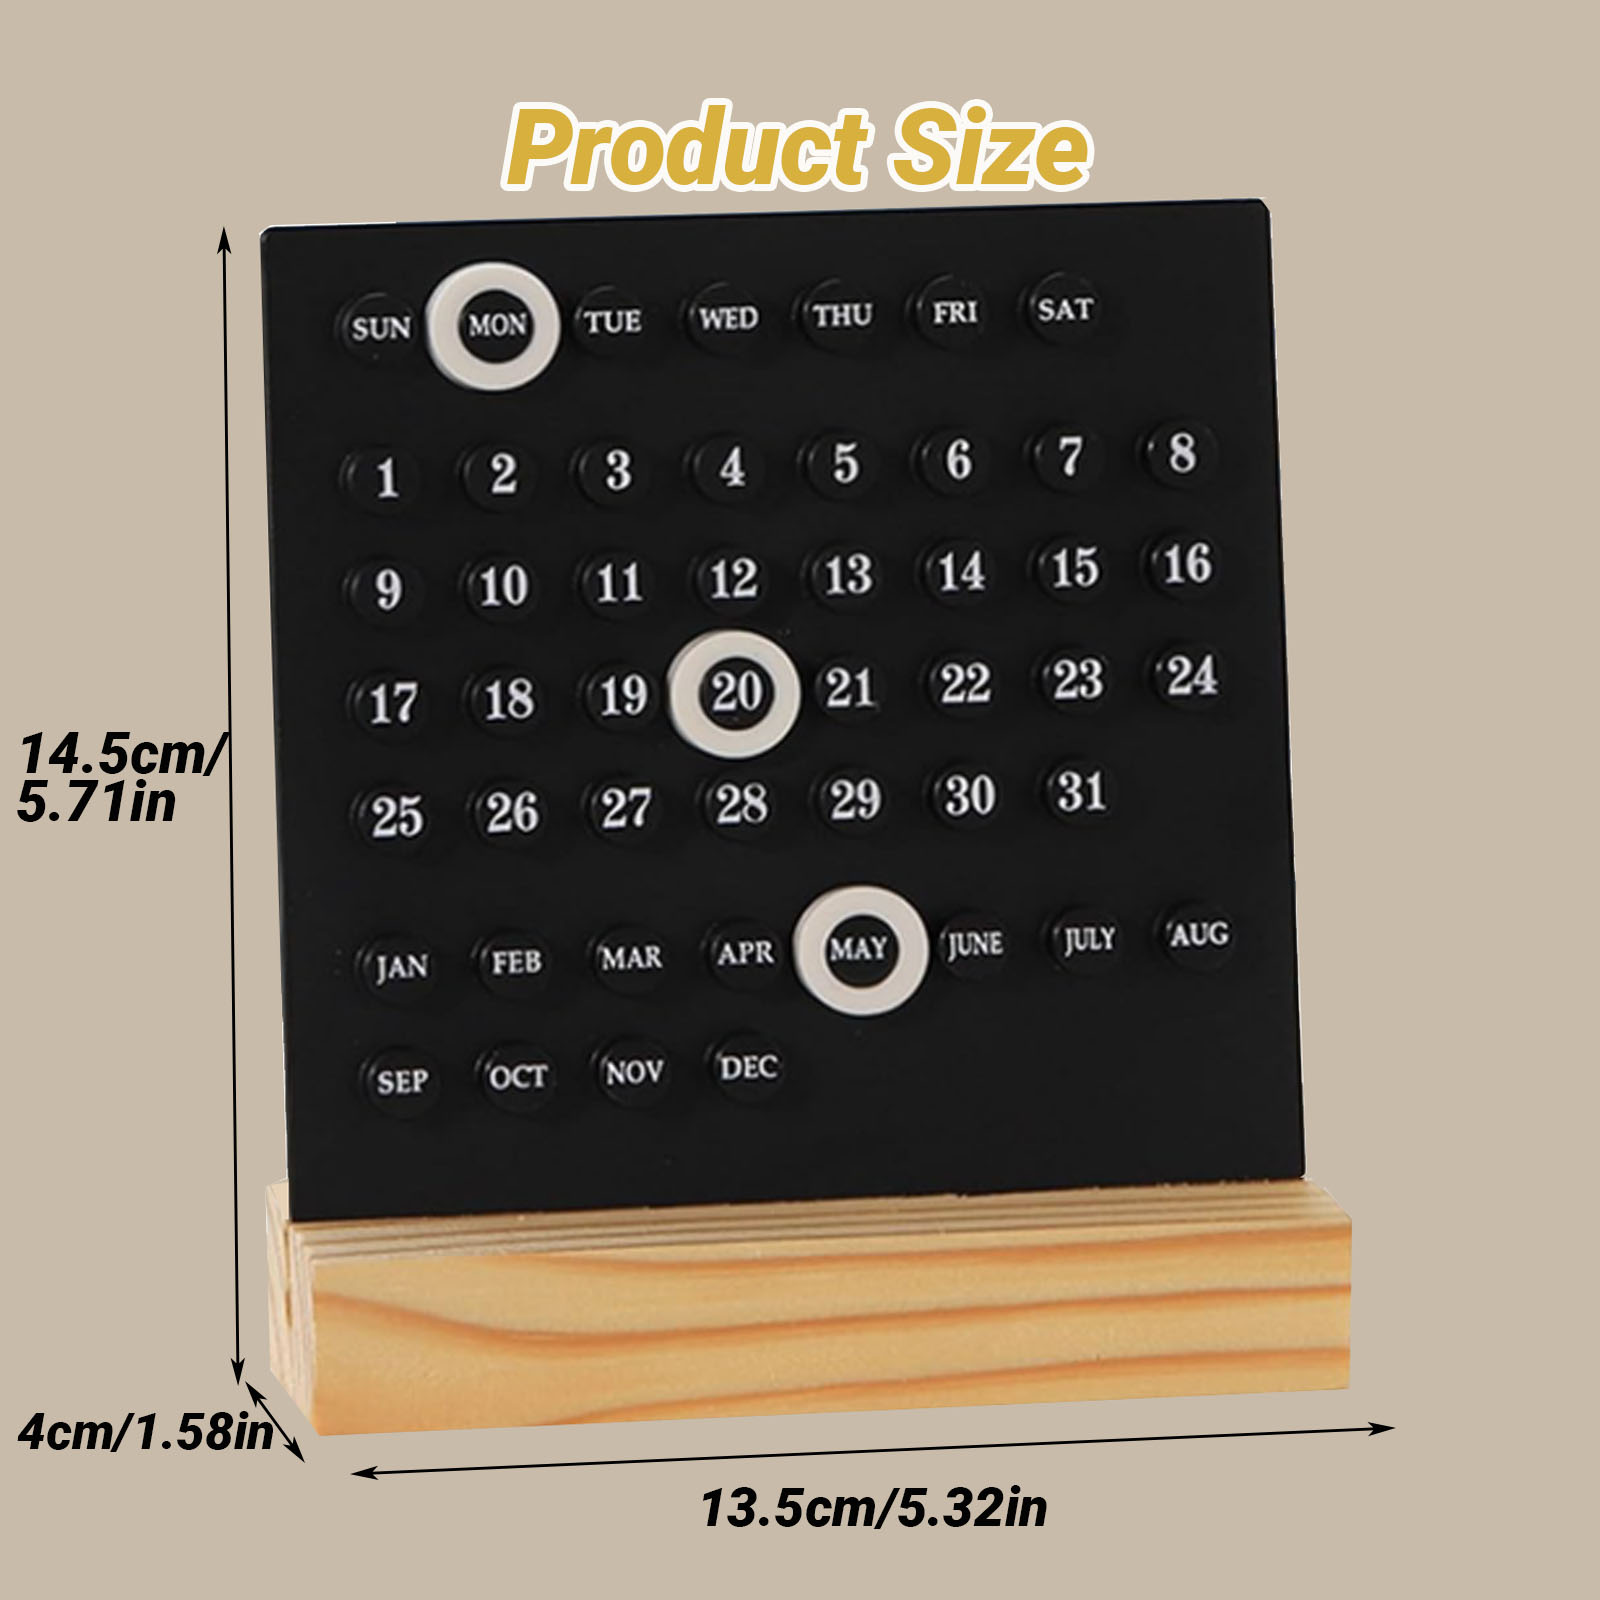 Product Size
SUN MON TUE WED THU FRI SAT
1 2 3 4 5 6 7 8
9 10 11 12 13 14 15 16
17 18 19 20 21 22 23 24
25 26 27 28 29 30 31
JAN FEB MAR APR MAY JUNE JULY AUG
SEP OCT NOV DEC
14.5cm/
5.71in
4cm/1.58in
13.5cm/5.32in